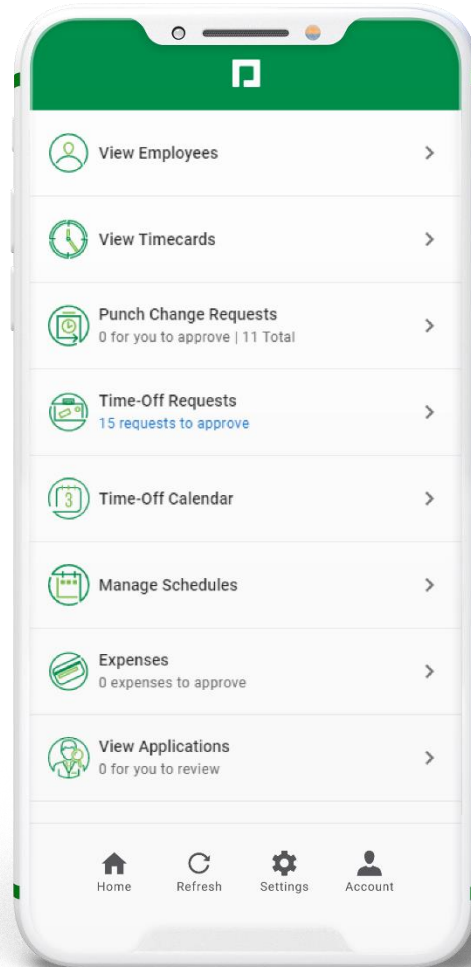 View Employees
View Timecards
Punch Change Requests
0 for you to approve | 11 Total
Time-Off Requests
15 requests to approve
3
Time-Off Calendar
Manage Schedules
Expenses
0 expenses to approve
View Applications
0 for you to review
Home Refresh Settings Account